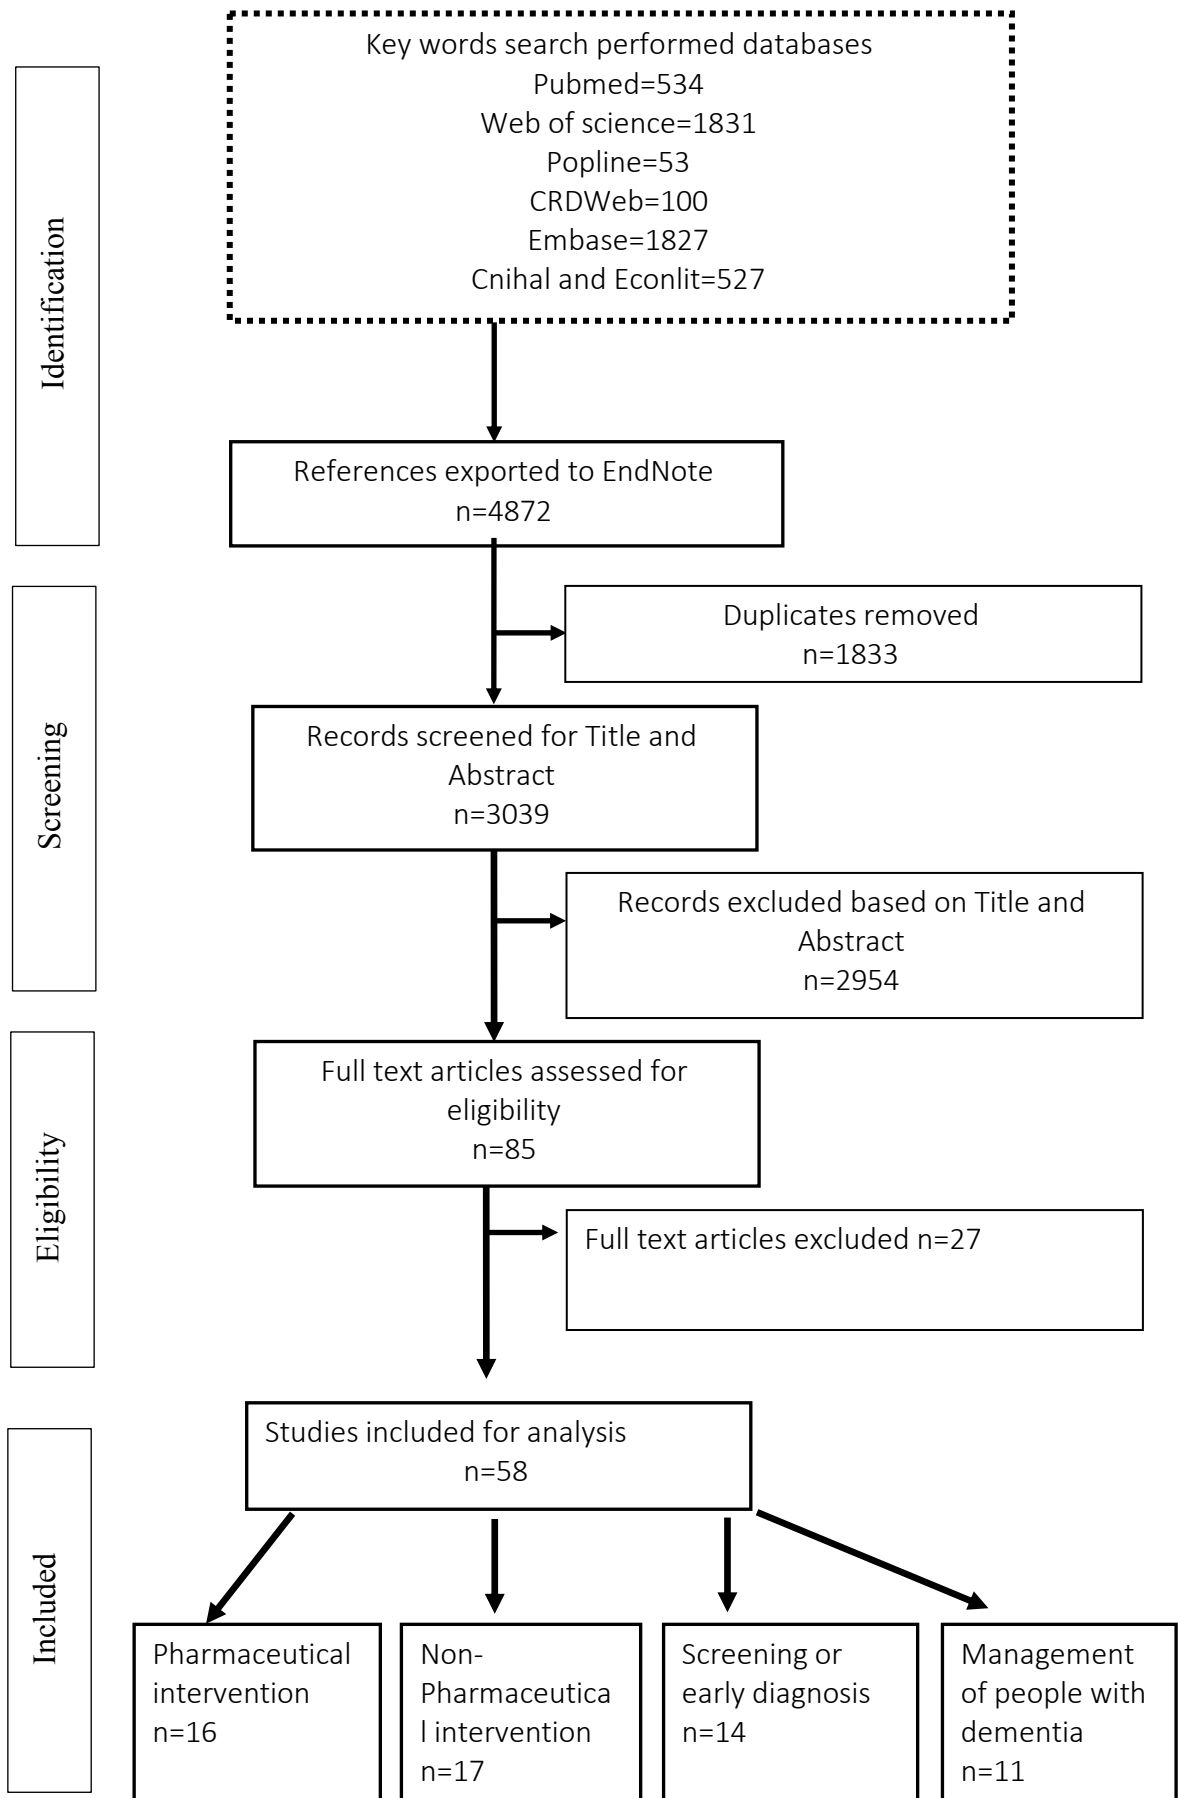 Key words search performed databases
Pubmed=534
Web of science=1831
Popline=53
CRDWeb=100
Embase=1827
Cnihal and Econlit=527
Identification
References exported to EndNote
n=4872
Duplicates removed
n=1833
Screening
Records screened for Title and
Abstract
n=3039
Records excluded based on Title and
Abstract
n=2954
Eligibility
Full text articles assessed for
eligibility
n=85
Full text articles excluded n=27
Included
Studies included for analysis
n=58
Pharmaceutical
intervention
n=16
Non-
Pharmaceutica
l intervention
n=17
Screening or
early diagnosis
n=14
Management
of people with
dementia
n=11